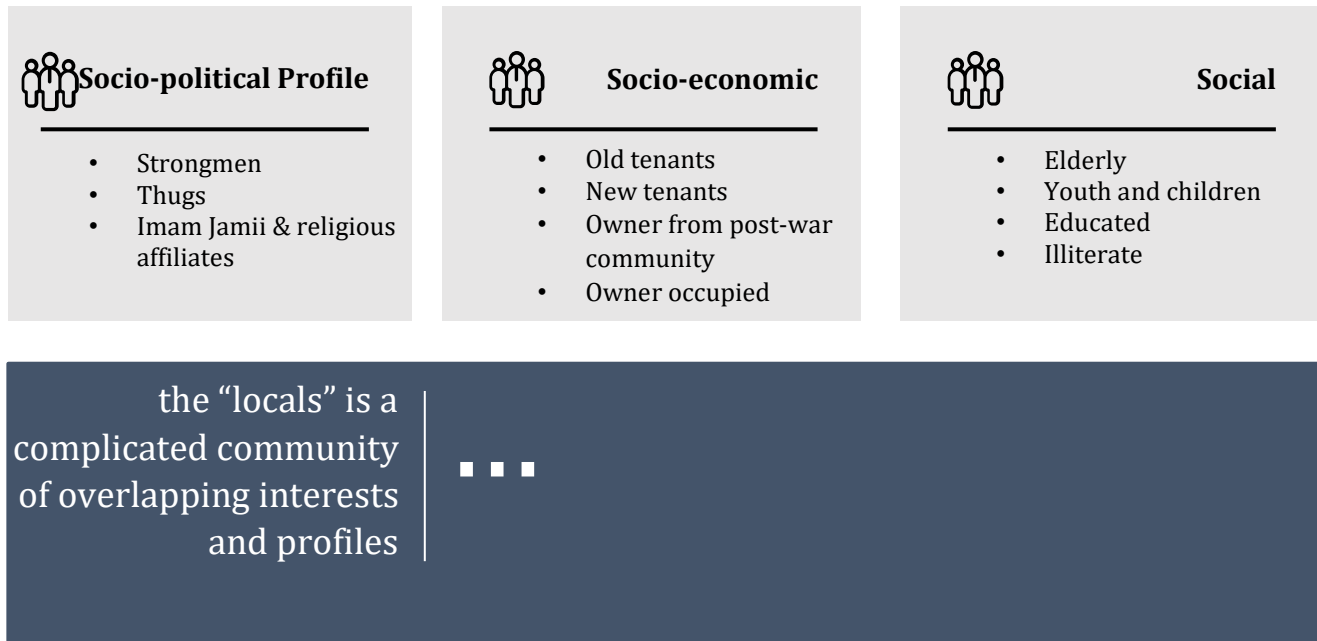 Socio-political Profile
• Strongmen
• Thugs
• Imam Jamii & religious
affiliates
Socio-economic
• Old tenants
• New tenants
• Owner from post-war
community
• Owner occupied
Social
• Elderly
• Youth and children
• Educated
• Illiterate
the “locals” is a
complicated community
of overlapping interests
and profiles
...